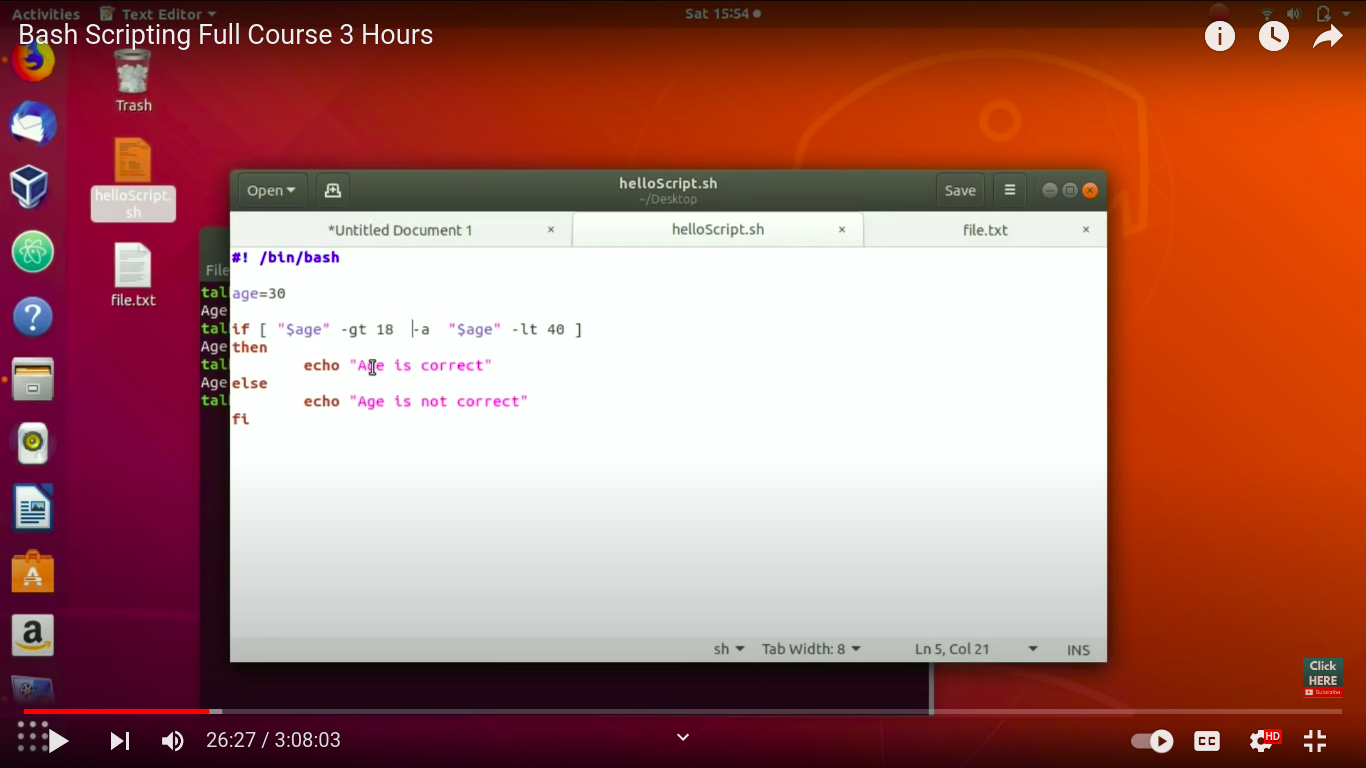 Activities Text Editor Sat 15:54
Bash Scripting Full Course 3 Hours
Trash
helloScript.
sh
file.txt
Open
helloScript.sh
~/Desktop
Save
*Untitled Document 1 × helloScript.sh × file.txt ×
File
tal
Age
tal
Age
tal
Age
tal
#! /bin/bash
age=30
if [ "$age" -gt 18 -a "$age" -lt 40 ]
then
echo "Age is correct"
else
echo "Age is not correct"
fi
sh Tab Width: 8 Ln 5, Col 21 INS
Click
HERE
Subscribe
26:27 / 3:08:03
CC
HD